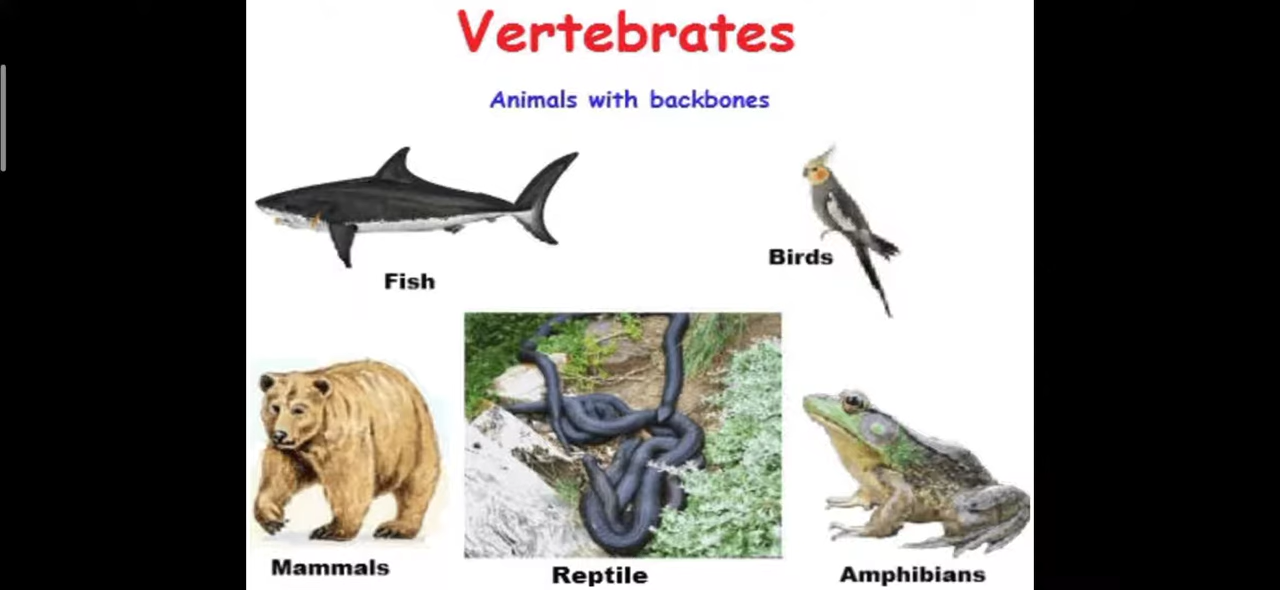 Vertebrates
Animals with backbones
Fish
Birds
Mammals
Reptile
Amphibians